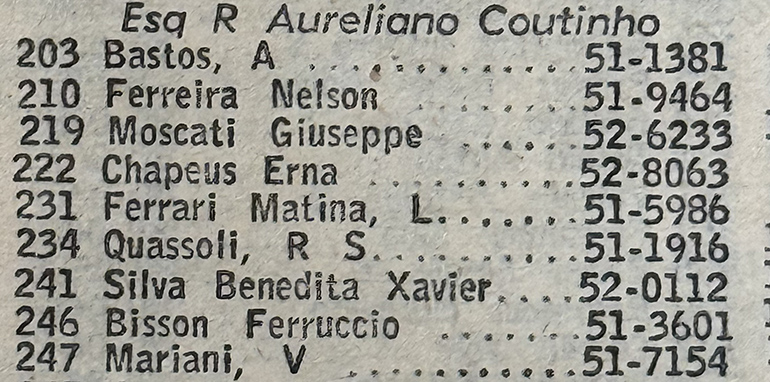 Esq R Aureliano Coutinho
203 Bastos, A ............. 51-1381
210 Ferreira Nelson ....... 51-9464
219 Moscati Giuseppe ...... 52-6233
222 Chapeus Erna .......... 52-8063
231 Ferrari Matina, L....... 51-5986
234 Quassoli, R S........... 51-1916
241 Silva Benedita Xavier.... 52-0112
246 Bisson Ferruccio ....... 51-3601
247 Mariani, V ............ 51-7154